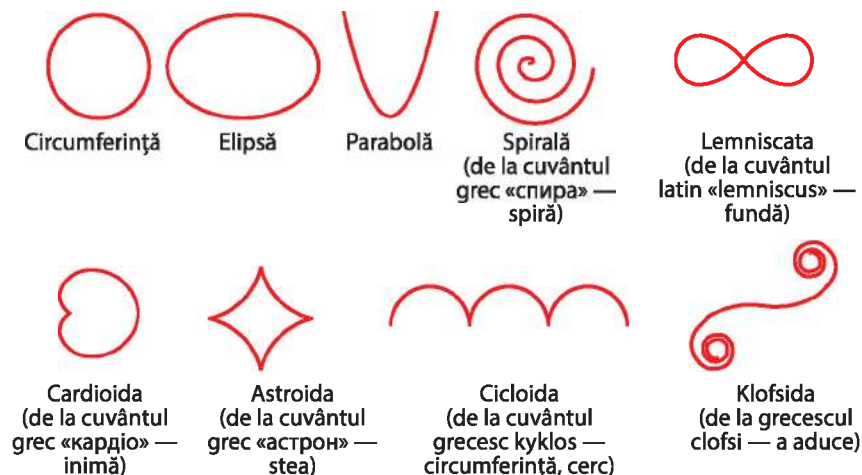 Circumferință
Elipsă
Parabolă
Spirală
(de la cuvântul
grec «спира» —
spiră)
Lemniscata
(de la cuvântul
latin «lemniscus» —
fundă)
Cardioida
(de la cuvântul
grec «кардіо» —
inimă)
Astroida
(de la cuvântul
grec «астрон» —
stea)
Cicloida
(de la cuvântul
grecesc kyklos —
circumferință, cerc)
Klofsida
(de la grecescul
clofsi — a aduce)